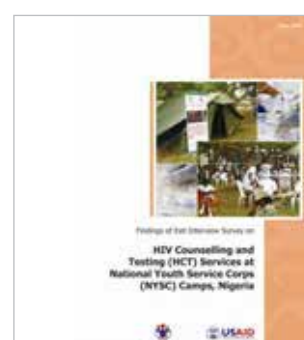 Findings of Exit Interview Survey on
HIV Counselling and
Testing (HCT) Services at
National Youth Service Corps
(NYSC) Camps, Nigeria
USAID